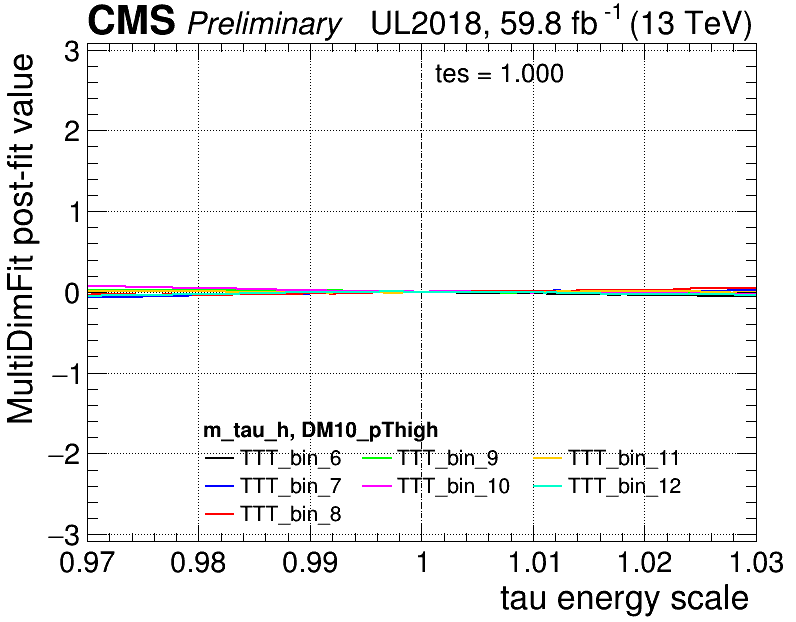 CMS Preliminary UL2018, 59.8 fb⁻¹ (13 TeV)
tes = 1.000
MultiDimFit post-fit value
3
2
1
0
−1
−2
−3
m_tau_h, DM10_pThigh
TTT_bin_6 TTT_bin_9 TTT_bin_11
TTT_bin_7 TTT_bin_10 TTT_bin_12
TTT_bin_8
0.97 0.98 0.99 1 1.01 1.02 1.03
tau energy scale